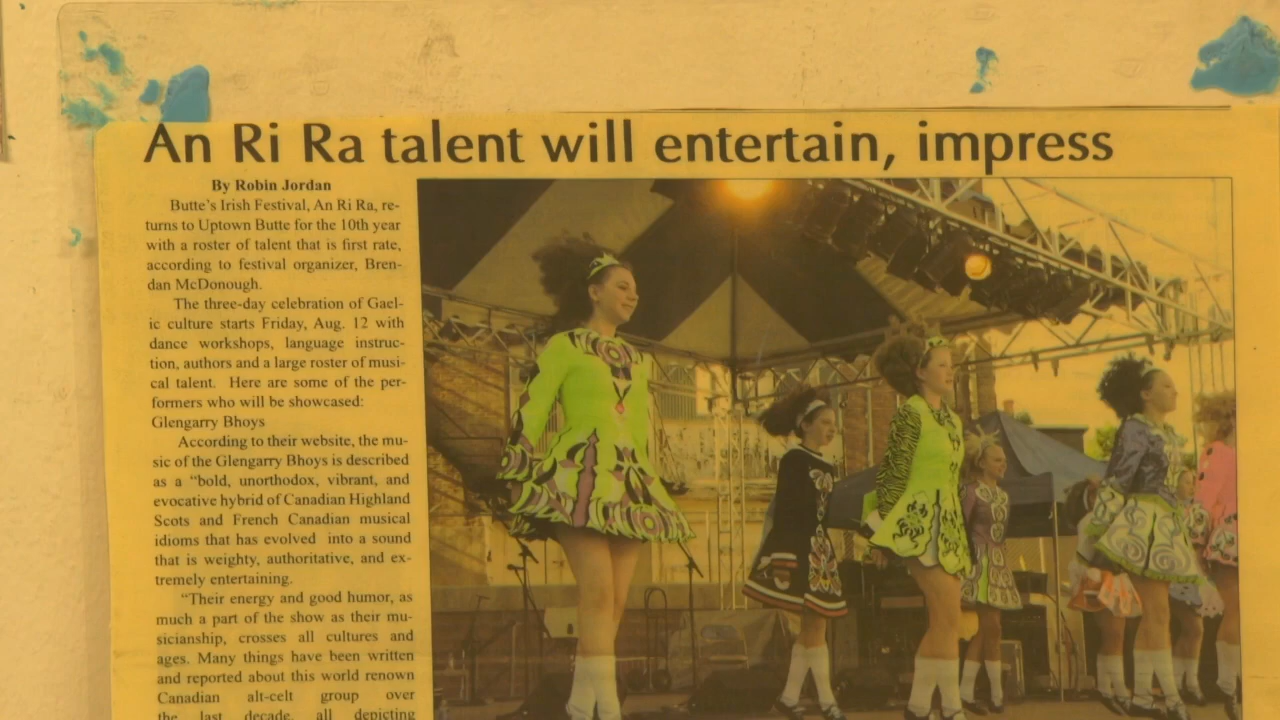 An Ri Ra talent will entertain, impress
By Robin Jordan
Butte's Irish Festival, An Ri Ra, re-
turns to Uptown Butte for the 10th year
with a roster of talent that is first rate,
according to festival organizer, Bren-
dan McDonough.
The three-day celebration of Gael-
ic culture starts Friday, Aug. 12 with
dance workshops, language instruc-
tion, authors and a large roster of musi-
cal talent. Here are some of the per-
formers who will be showcased:
Glengarry Bhoys
According to their website, the mu-
sic of the Glengarry Bhoys is described
as a “bold, unorthodox, vibrant, and
evocative hybrid of Canadian Highland
Scots and French Canadian musical
idioms that has evolved into a sound
that is weighty, authoritative, and ex-
tremely entertaining.
“Their energy and good humor, as
much a part of the show as their mu-
sicianship, crosses all cultures and
ages. Many things have been written
and reported about this world renown
Canadian alt-celt group over
the last decade, all depicting